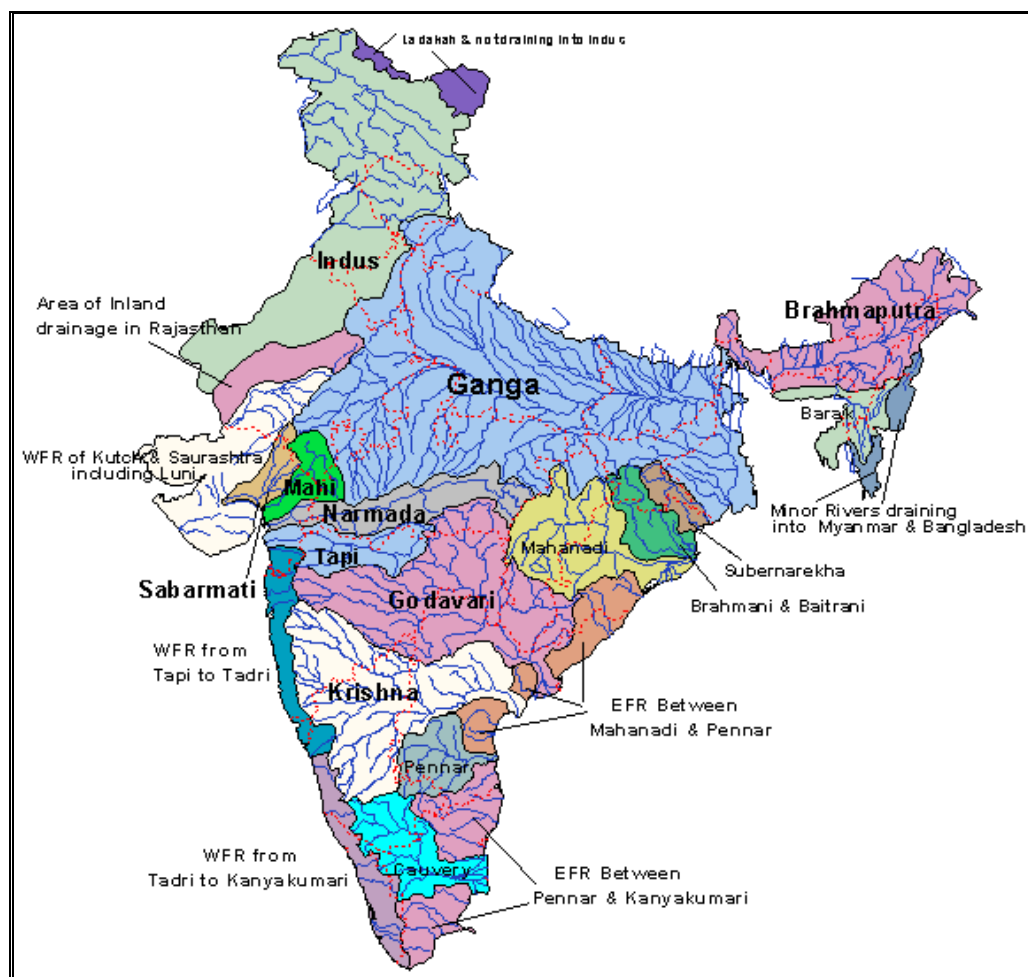 Ladakah & notdraining into Induc
Indus
Area of Inland
drainage in Rajasthan
Brahmaputra
Ganga
Barak
WFR of Kutch & Saurashtra
including Luni
Mahi
Narmada
Minor Rivers draining
into Myanmar & Bangladesh
Mahanadi
Tapi
Subernarekha
Sabarmati
Godavari
Brahmani & Baitrani
WFR from
Tapi to Tadri
Krishna
EFR Between
Mahanadi & Pennar
Pennar
WFR from
Tadri to Kanyakumari
Cauvery
EFR Between
Pennar & Kanyakumari